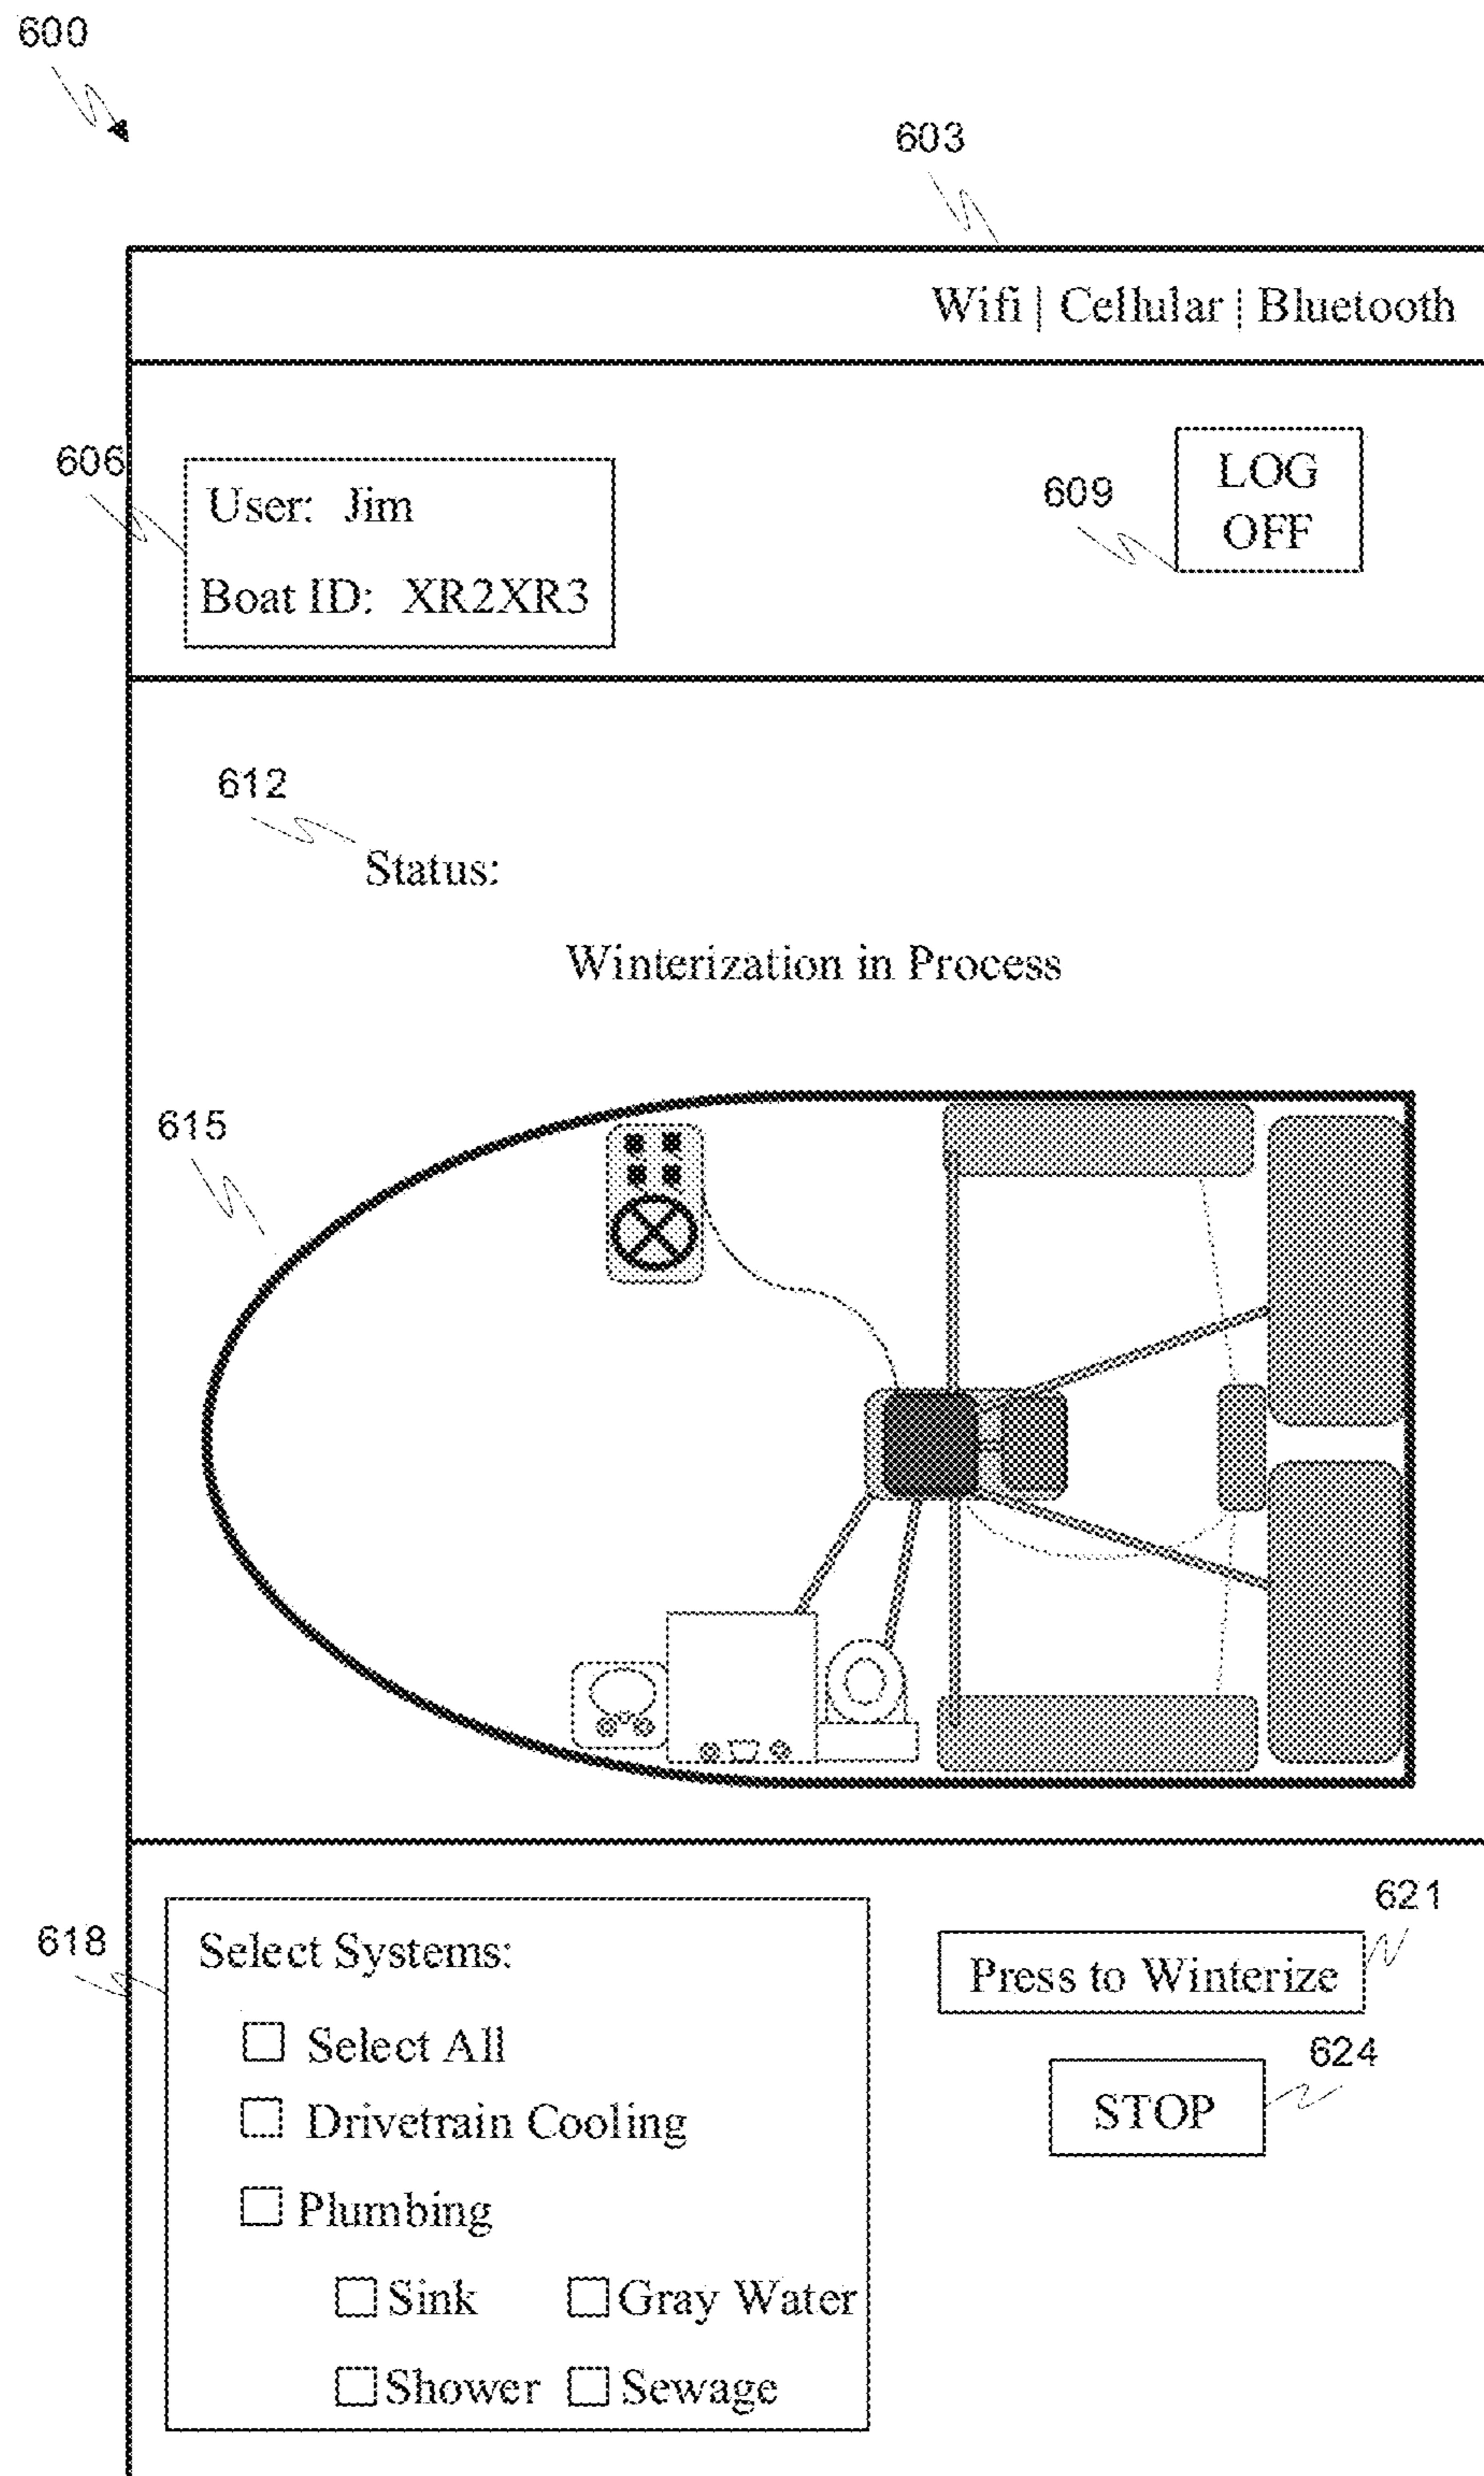 600
603
Wifi | Cellular | Bluetooth
606
User: Jim
Boat ID: XR2XR3
609
LOG
OFF
612
Status:
Winterization in Process
615
618
Select Systems:
Select All
Drivetrain Cooling
Plumbing
Sink Gray Water
Shower Sewage
621
Press to Winterize
624
STOP